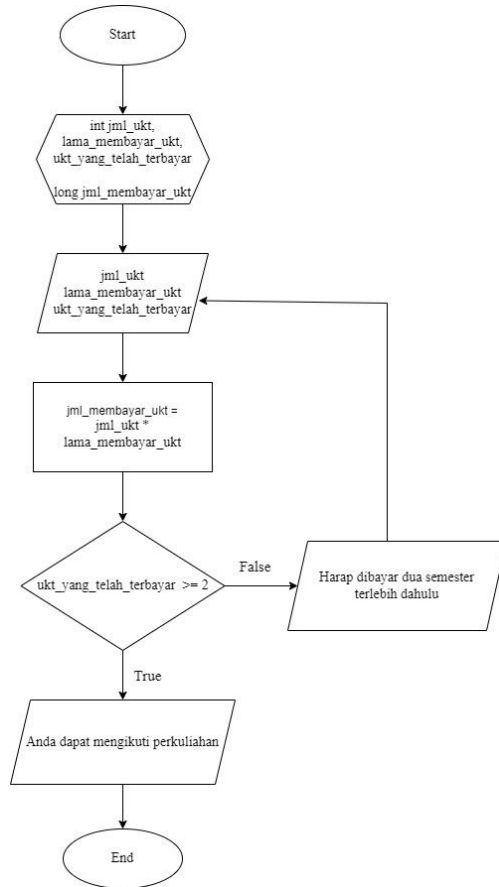 Start
int jml_ukt,
lama_membayar_ukt,
ukt_yang_telah_terbayar
long jml_membayar_ukt
jml_ukt
lama_membayar_ukt
ukt_yang_telah_terbayar
jml_membayar_ukt =
jml_ukt *
lama_membayar_ukt
ukt_yang_telah_terbayar >= 2
False
Harap dibayar dua semester
terlebih dahulu
True
Anda dapat mengikuti perkuliahan
End